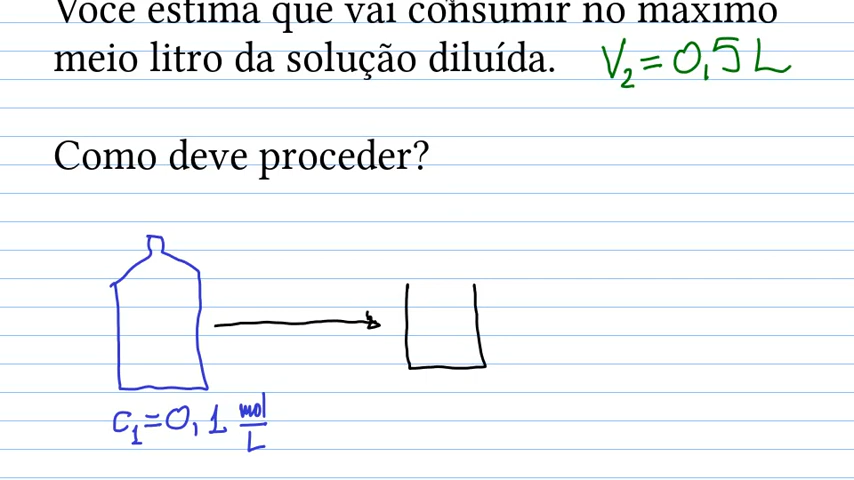 Você estima que vai consumir no máximo
meio litro da solução diluída. V₂ = 0,5 L
Como deve proceder?
C₁ = 0,1 mol/L